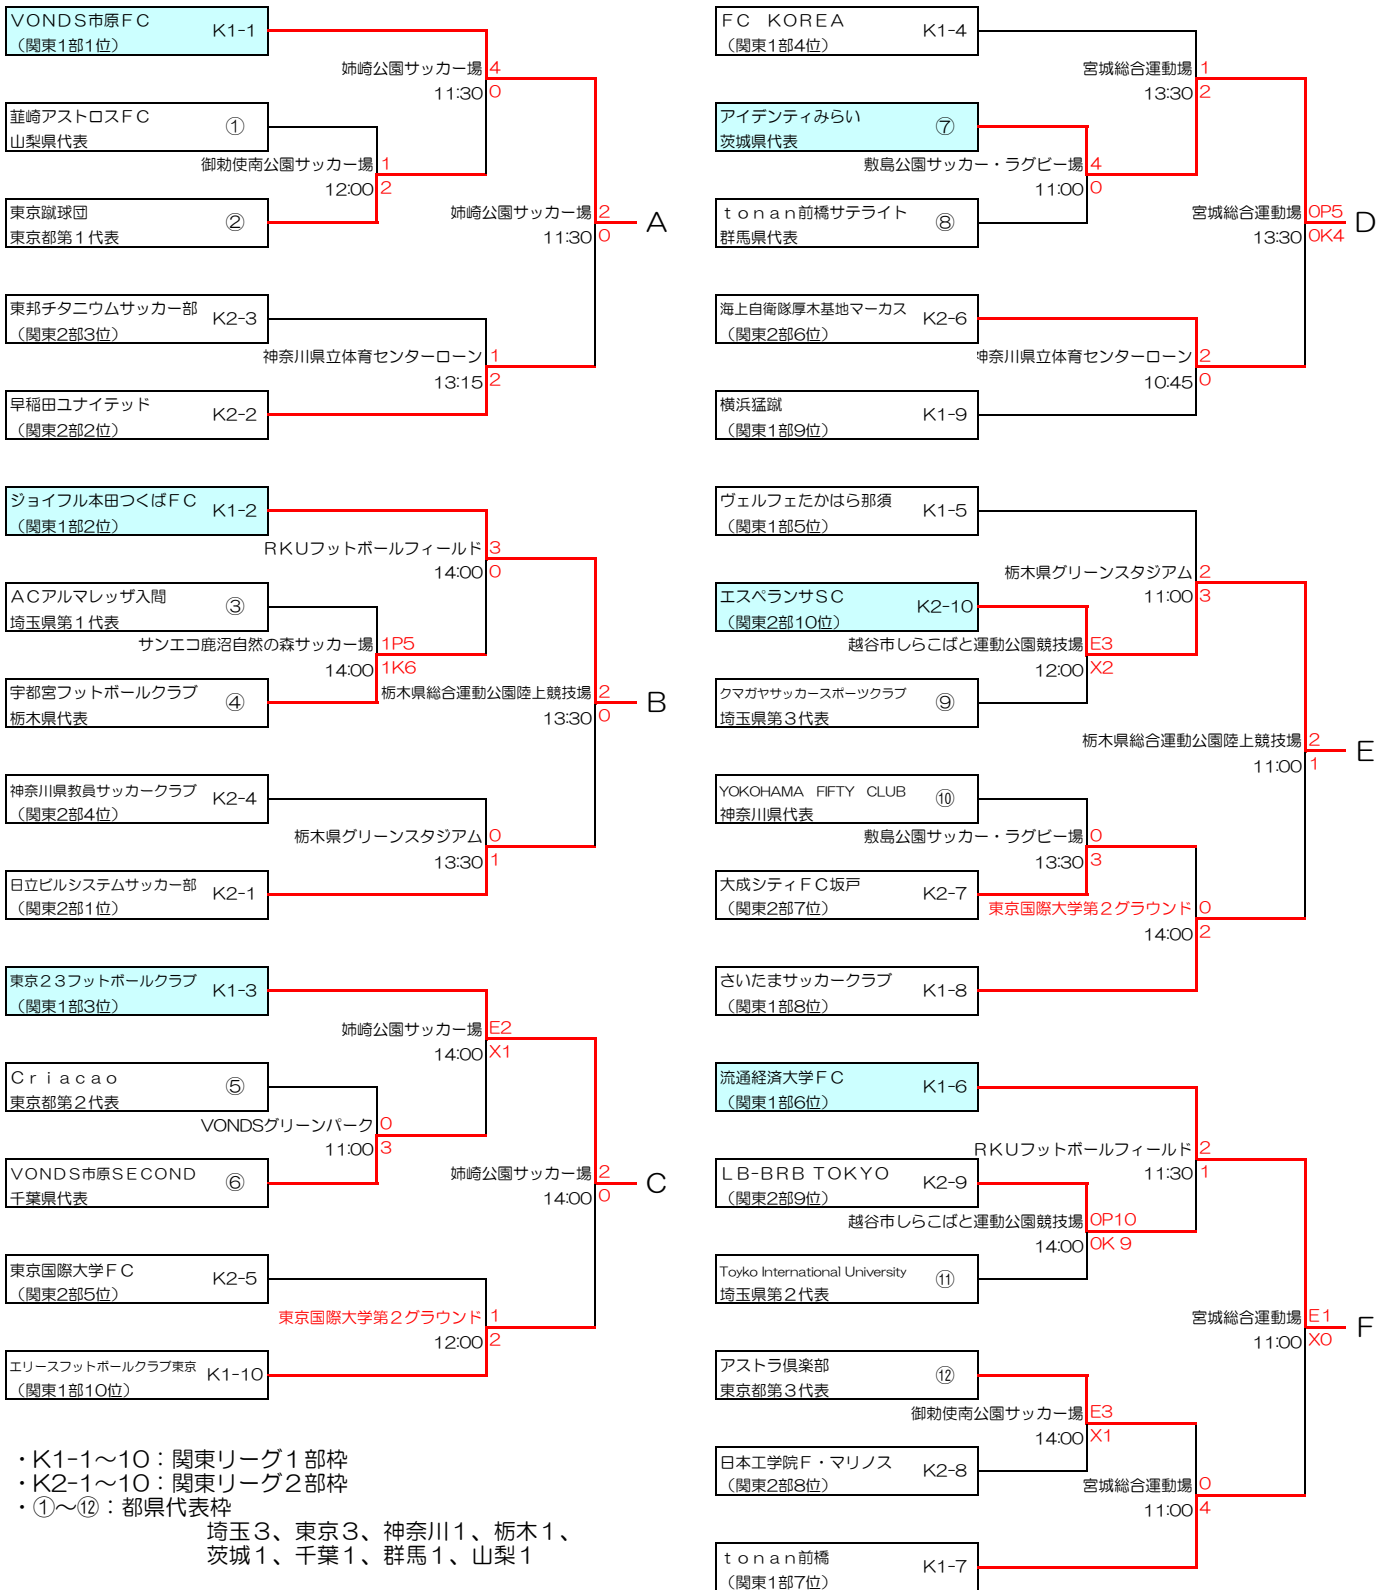 VONDS市原FC
（関東1部1位）
K1-1
姉崎公園サッカー場 4
11:30 0
韮崎アストロスFC
山梨県代表
①
御勅使南公園サッカー場 1
12:00 2
東京蹴球団
東京都第1代表
②
姉崎公園サッカー場 2
11:30 0
A
東邦チタニウムサッカー部
（関東2部3位）
K2-3
神奈川県立体育センターローン 1
13:15 2
早稲田ユナイテッド
（関東2部2位）
K2-2
ジョイフル本田つくばFC
（関東1部2位）
K1-2
RKUフットボールフィールド 3
14:00 0
ACアルマレッザ入間
埼玉県第1代表
③
サンエコ鹿沼自然の森サッカー場 1P5
14:00 1K6
宇都宮フットボールクラブ
栃木県代表
④
栃木県総合運動公園陸上競技場 2
13:30 0
B
神奈川県教員サッカークラブ
（関東2部4位）
K2-4
栃木県グリーンスタジアム 0
13:30 1
日立ビルシステムサッカー部
（関東2部1位）
K2-1
東京23フットボールクラブ
（関東1部3位）
K1-3
姉崎公園サッカー場 E2
14:00 X1
Criacao
東京都第2代表
⑤
VONDSグリーンパーク 0
11:00 3
VONDS市原SECOND
千葉県代表
⑥
姉崎公園サッカー場 2
14:00 0
C
東京国際大学FC
（関東2部5位）
K2-5
東京国際大学第2グラウンド 1
12:00 2
エリースフットボールクラブ東京
（関東1部10位）
K1-10
・K1-1～10：関東リーグ1部枠
・K2-1～10：関東リーグ2部枠
・①～⑫：都県代表枠
埼玉3、東京3、神奈川1、栃木1、
茨城1、千葉1、群馬1、山梨1
FC KOREA
（関東1部4位）
K1-4
宮城総合運動場 1
13:30 2
アイデンティみらい
茨城県代表
⑦
敷島公園サッカー・ラグビー場 4
11:00 0
tonan前橋サテライト
群馬県代表
⑧
宮城総合運動場 0P5
13:30 0K4
D
海上自衛隊厚木基地マーカス
（関東2部6位）
K2-6
神奈川県立体育センターローン 2
10:45 0
横浜猛蹴
（関東1部9位）
K1-9
ヴェルフェたかはら那須
（関東1部5位）
K1-5
栃木県グリーンスタジアム 2
11:00 3
エスペランサSC
（関東2部10位）
K2-10
越谷市しらこばと運動公園競技場 E3
12:00 X2
クマガヤサッカースポーツクラブ
埼玉県第3代表
⑨
栃木県総合運動公園陸上競技場 2
11:00 1
E
YOKOHAMA FIFTY CLUB
神奈川県代表
⑩
敷島公園サッカー・ラグビー場 0
13:30 3
大成シティFC坂戸
（関東2部7位）
K2-7
東京国際大学第2グラウンド 0
14:00 2
さいたまサッカークラブ
（関東1部8位）
K1-8
流通経済大学FC
（関東1部6位）
K1-6
RKUフットボールフィールド 2
11:30 1
LB-BRB TOKYO
（関東2部9位）
K2-9
越谷市しらこばと運動公園競技場 0P10
14:00 0K 9
Toyko International University
埼玉県第2代表
⑪
宮城総合運動場 E1
11:00 X0
F
アストラ倶楽部
東京都第3代表
⑫
御勅使南公園サッカー場 E3
14:00 X1
日本工学院F・マリノス
（関東2部8位）
K2-8
宮城総合運動場 0
11:00 4
tonan前橋
（関東1部7位）
K1-7